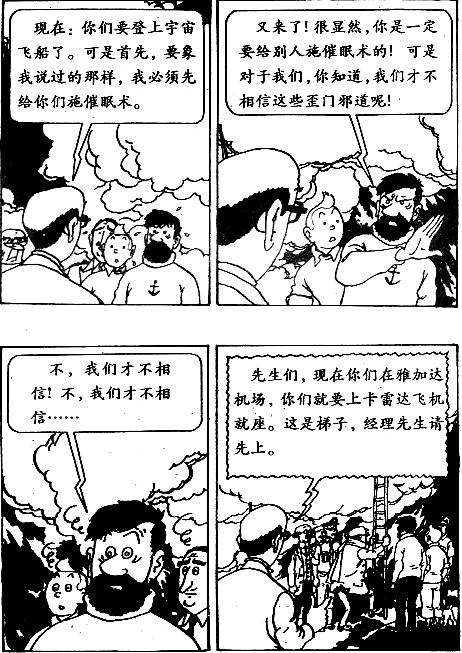 现在：你们要登上宇宙
飞船了。可是首先，要象
我说过的那样，我必须先
给你们施催眠术。
又来了！很显然，你是一定
要给别人施催眠术的！可是
对于我们，你知道，我们才不
相信这些歪门邪道呢！
不，我们才不相
信！不，我们才不相
信……
先生们，现在你们在雅加达
机场，你们就要上卡雷达飞机
就座。这是梯子，经理先生请
先上。